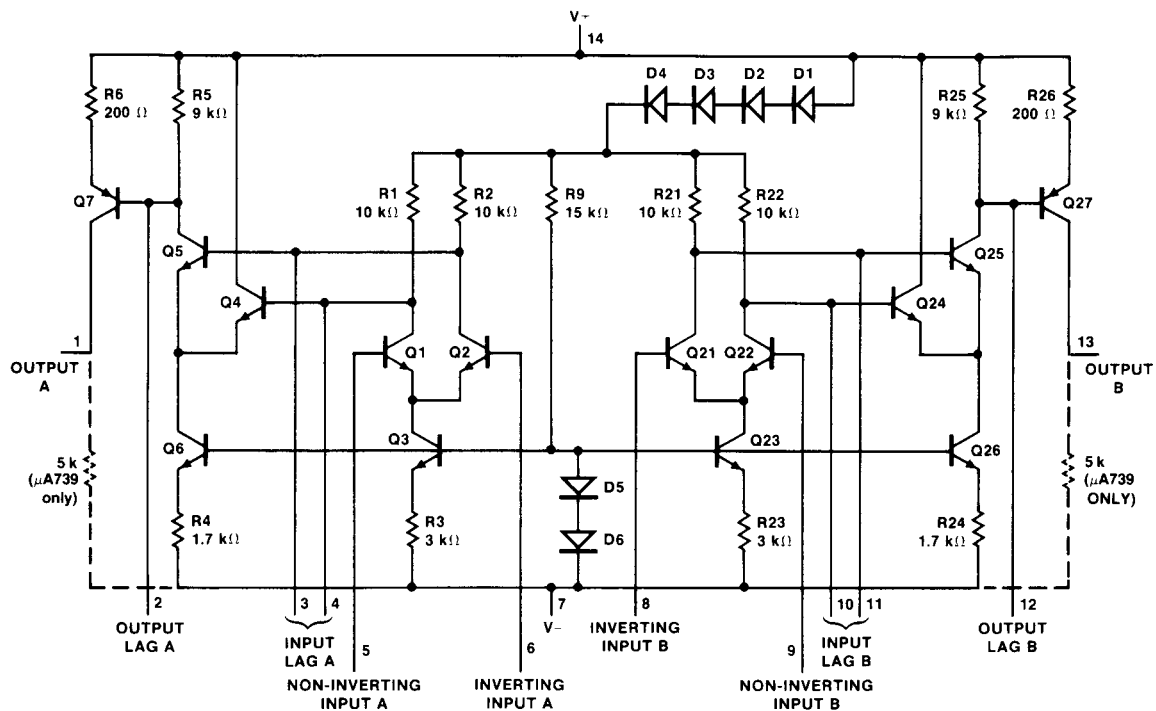 V+
14
D4 D3 D2 D1
R6
200 Ω
R5
9 kΩ
R25
9 kΩ
R26
200 Ω
R1
10 kΩ
R2
10 kΩ
R9
15 kΩ
R21
10 kΩ
R22
10 kΩ
Q7
Q27
Q5
Q25
Q4
Q24
1
OUTPUT
A
Q1 Q2
Q21 Q22
13
OUTPUT
B
Q6
Q3
Q23
Q26
5 k
(μA739
only)
D5
D6
5 k
(μA739
ONLY)
R4
1.7 kΩ
R3
3 kΩ
R23
3 kΩ
R24
1.7 kΩ
2
OUTPUT
LAG A
3 4
INPUT
LAG A
7
V−
8
INVERTING
INPUT B
10 11
INPUT
LAG B
12
OUTPUT
LAG B
5
NON-INVERTING
INPUT A
6
INVERTING
INPUT A
9
NON-INVERTING
INPUT B